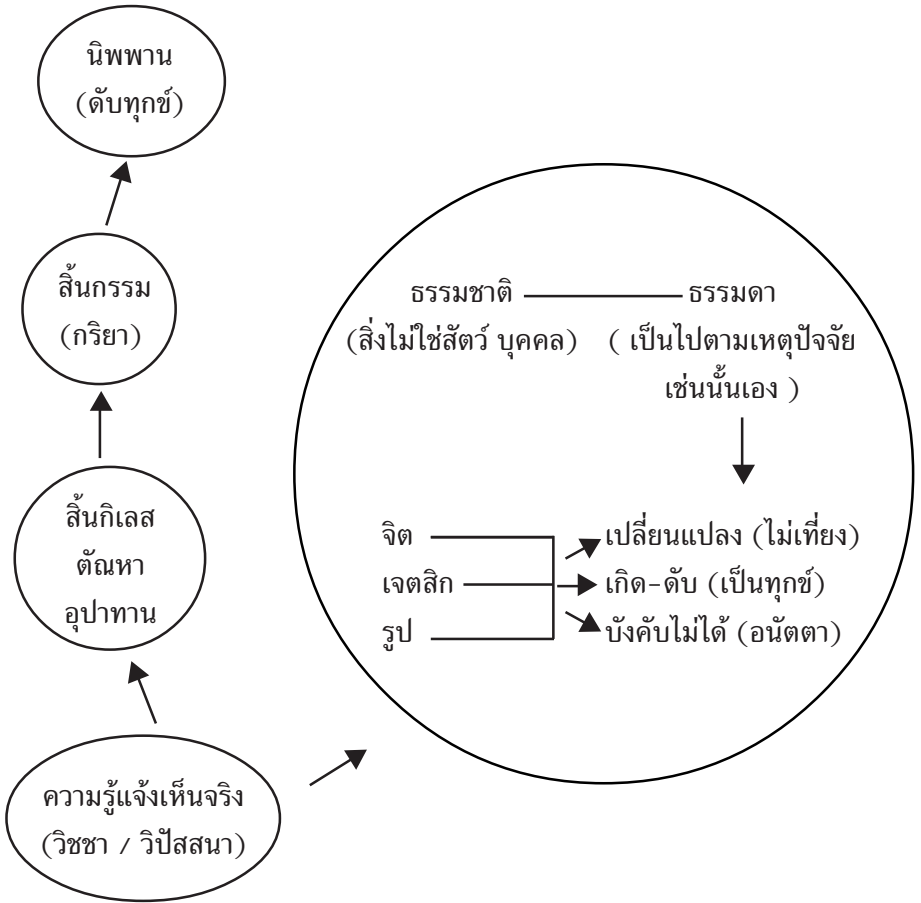 นิพพาน
(ดับทุกข์)
สิ้นกรรม
(กริยา)
สิ้นกิเลส
ตัณหา
อุปาทาน
ความรู้แจ้งเห็นจริง
(วิชชา / วิปัสสนา)
ธรรมชาติ ธรรมดา
(สิ่งไม่ใช่สัตว์ บุคคล) ( เป็นไปตามเหตุปัจจัย
เช่นนั้นเอง )
จิต เปลี่ยนแปลง (ไม่เที่ยง)
เจตสิก เกิด-ดับ (เป็นทุกข์)
รูป บังคับไม่ได้ (อนัตตา)